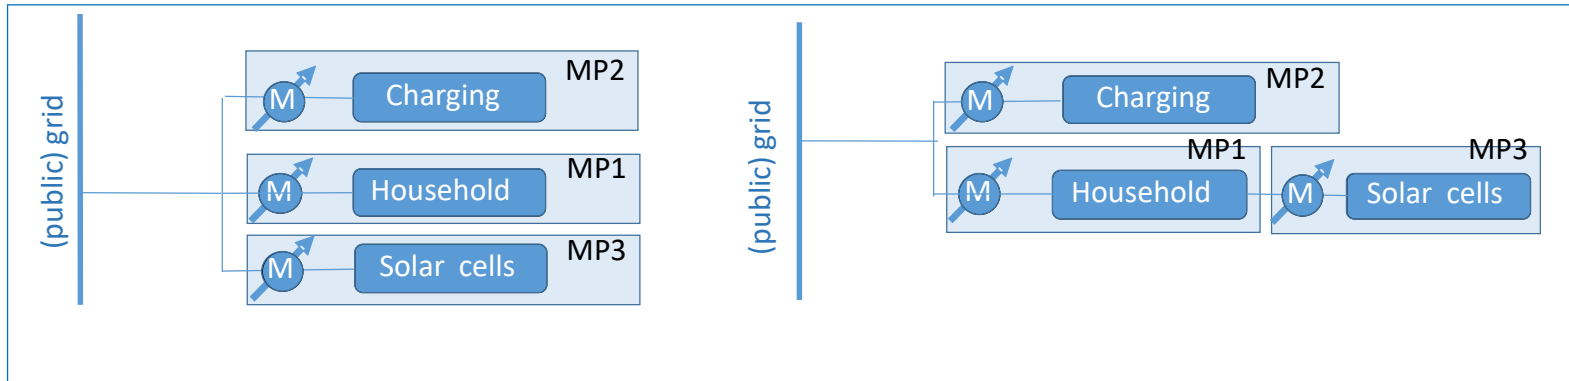 (public) grid
MP2
M
Charging
MP1
M
Household
MP3
M
Solar cells
(public) grid
MP2
M
Charging
MP1
M
Household
MP3
M
Solar cells